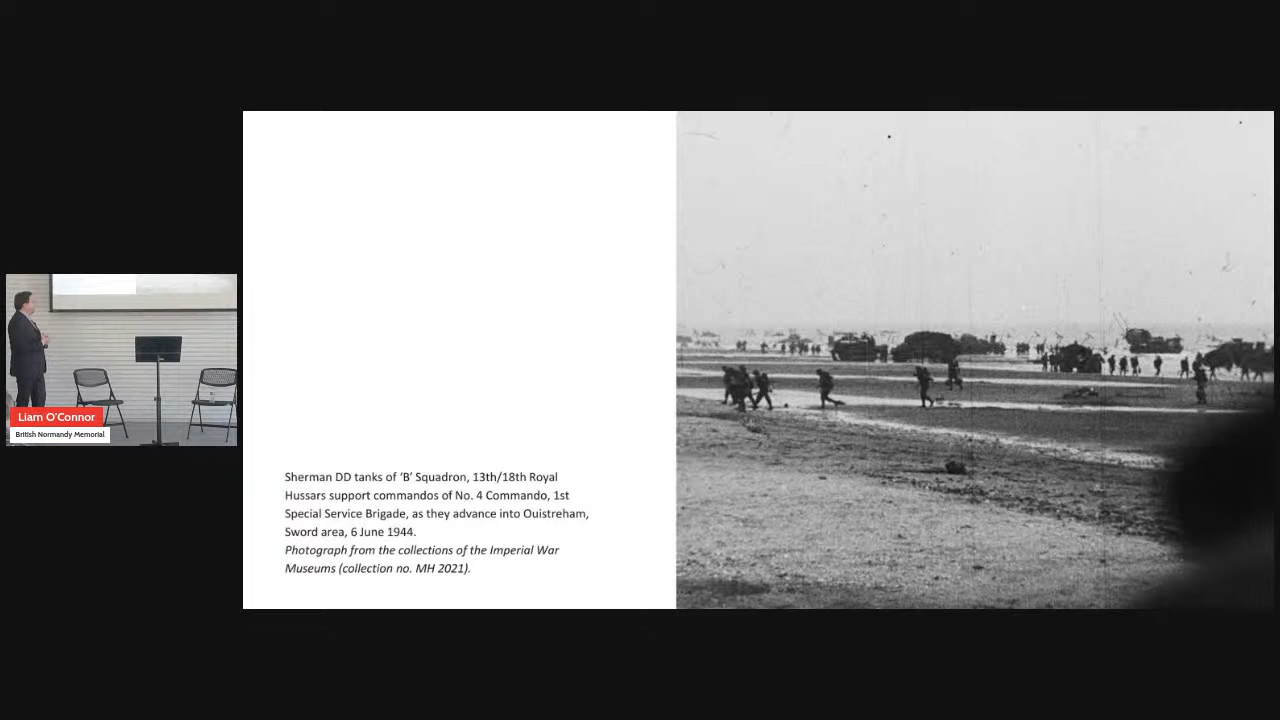 Liam O'Connor
British Normandy Memorial
Sherman DD tanks of ‘B’ Squadron, 13th/18th Royal
Hussars support commandos of No. 4 Commando, 1st
Special Service Brigade, as they advance into Ouistreham,
Sword area, 6 June 1944.
Photograph from the collections of the Imperial War
Museums (collection no. MH 2021).